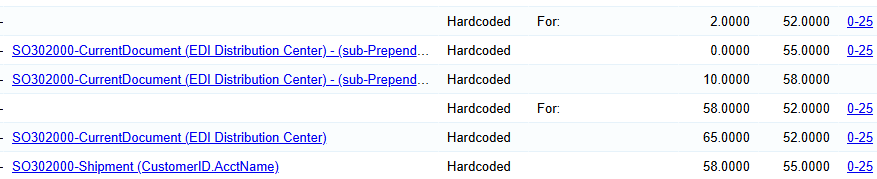 - Hardcoded For: 2.0000 52.0000 0-25
- SO302000-CurrentDocument (EDI Distribution Center) - (sub-Prepend... Hardcoded 0.0000 55.0000 0-25
- SO302000-CurrentDocument (EDI Distribution Center) - (sub-Prepend... Hardcoded 10.0000 58.0000
- Hardcoded For: 58.0000 52.0000 0-25
- SO302000-CurrentDocument (EDI Distribution Center) Hardcoded 65.0000 52.0000 0-25
- SO302000-Shipment (CustomerID.AcctName) Hardcoded 58.0000 55.0000 0-25